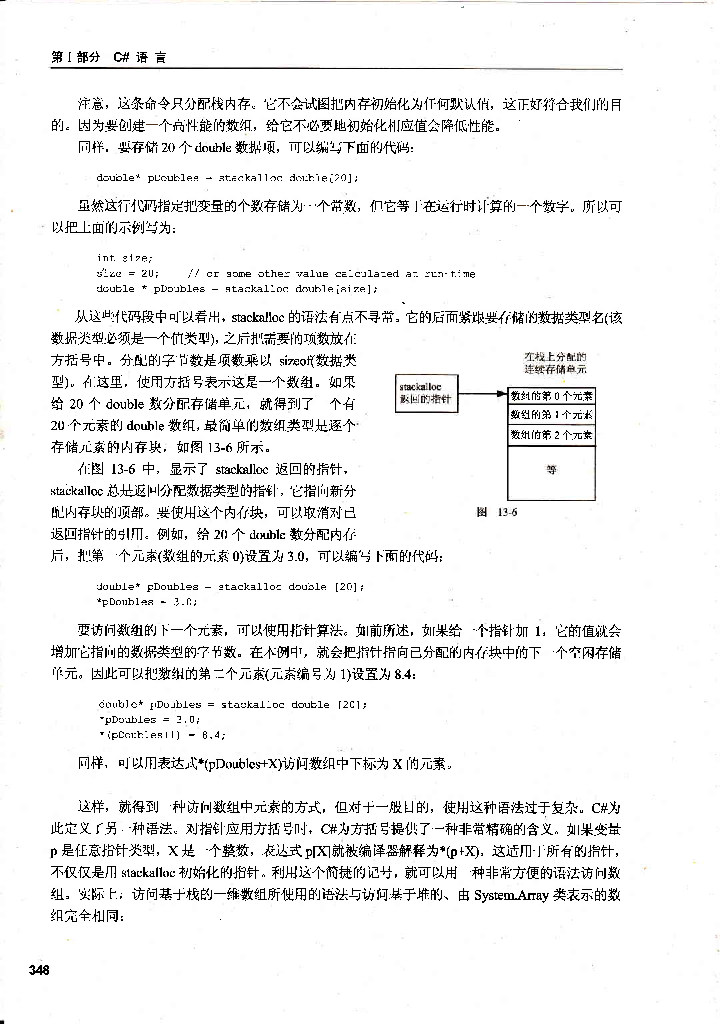 第 I 部分 C# 语 言
注意，这条命令只分配栈内存。它不会试图把内存初始化为任何默认值，这正好符合我们的目
的。因为要创建一个高性能的数组，给它不必要地初始化相应值会降低性能。
同样，要存储 20 个 double 数据项，可以编写下面的代码：
double* pDoubles = stackalloc double[20];
虽然这行代码指定把变量的个数存储为一个常数，但它等于在运行时计算的一个数字。所以可
以把上面的示例写为：
int size;
size = 20; // or some other value calculated at run-time
double * pDoubles = stackalloc double[size];
从这些代码段中可以看出，stackalloc 的语法有点不寻常。它的后面紧跟要存储的数据类型名(该
数据类型必须是一个值类型)，之后把需要的项数放在
方括号中。分配的字节数是项数乘以 sizeof(数据类
型)。在这里，使用方括号表示这是一个数组。如果
给 20 个 double 数分配存储单元，就得到了一个有
20 个元素的 double 数组，最简单的数组类型是逐个
存储元素的内存块，如图 13-6 所示。
在栈上分配的
连续存储单元
stackalloc
返回的指针
数组的第 0 个元素
数组的第 1 个元素
数组的第 2 个元素
等
图 13-6
在图 13-6 中，显示了 stackalloc 返回的指针，
stackalloc 总是返回分配数据类型的指针，它指向新分
配内存块的顶部。要使用这个内存块，可以取消对已
返回指针的引用。例如，给 20 个 double 数分配内存
后，把第一个元素(数组的元素 0)设置为 3.0，可以编写下面的代码：
double* pDoubles = stackalloc double [20];
*pDoubles = 3.0;
要访问数组的下一个元素，可以使用指针算法。如前所述，如果给一个指针加 1，它的值就会
增加它指向的数据类型的字节数。在本例中，就会把指针指向已分配的内存块中的下一个空闲存储
单元。因此可以把数组的第二个元素(元素编号为 1)设置为 8.4：
double* pDoubles = stackalloc double [20];
*pDoubles = 3.0;
*(pDoubles+1) = 8.4;
同样，可以用表达式*(pDoubles+X)访问数组中下标为 X 的元素。
这样，就得到一种访问数组中元素的方式，但对于一般目的，使用这种语法过于复杂。C#为
此定义了另一种语法。对指针应用方括号时，C#为方括号提供了一种非常精确的含义。如果变量
p 是任意指针类型，X 是一个整数，表达式 p[X]就被编译器解释为*(p+X)，这适用于所有的指针，
不仅仅是用 stackalloc 初始化的指针。利用这个简捷的记号，就可以用一种非常方便的语法访问数
组。实际上，访问基于栈的一维数组所使用的语法与访问基于堆的、由 System.Array 类表示的数
组完全相同：
348